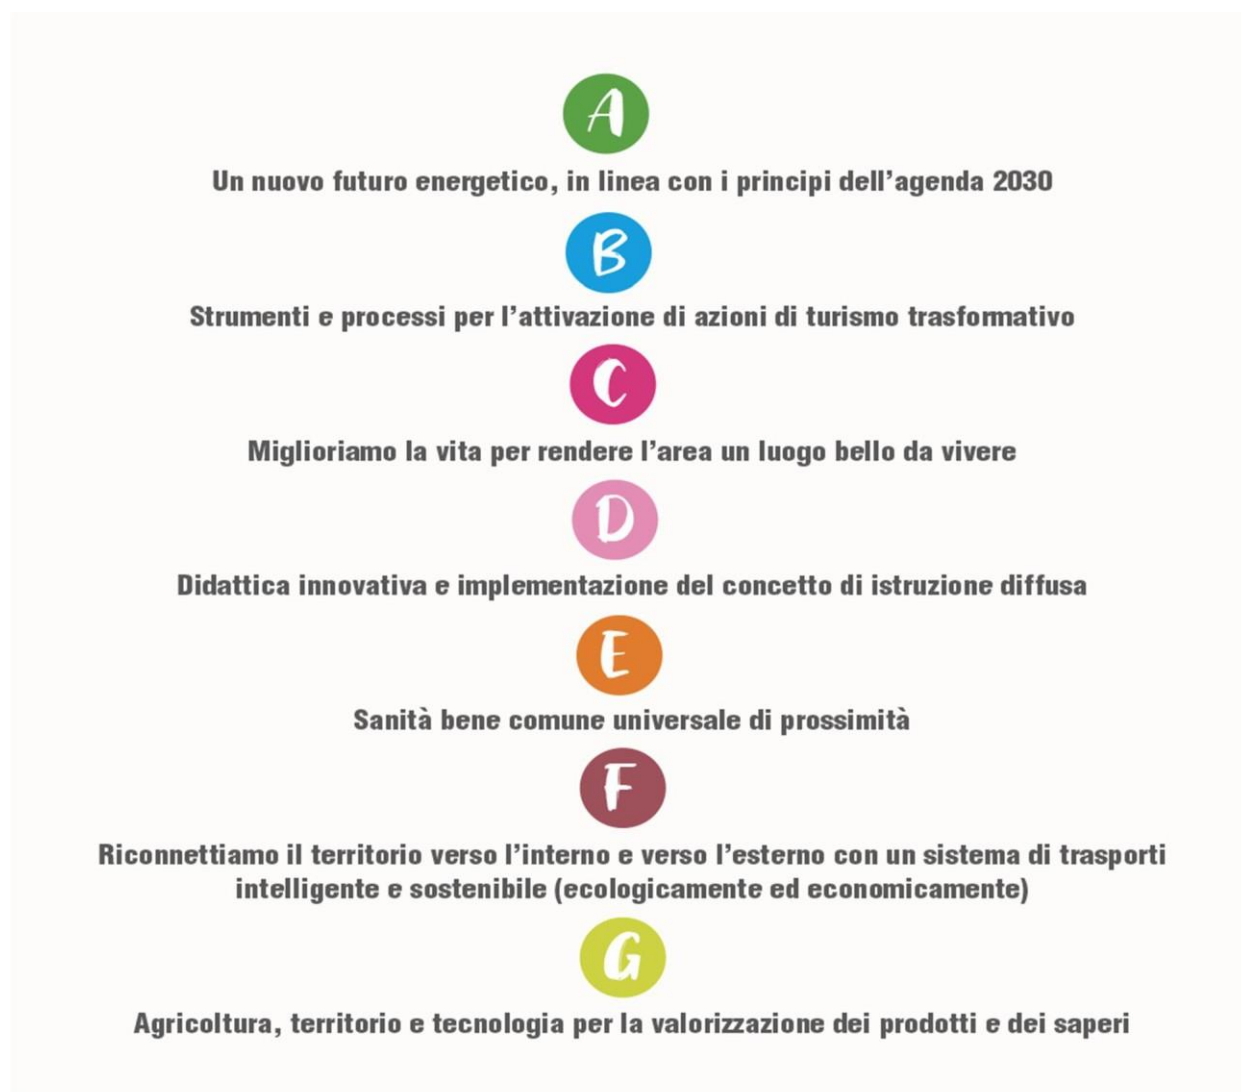 A
Un nuovo futuro energetico, in linea con i principi dell’agenda 2030
B
Strumenti e processi per l’attivazione di azioni di turismo trasformativo
C
Miglioriamo la vita per rendere l’area un luogo bello da vivere
D
Didattica innovativa e implementazione del concetto di istruzione diffusa
E
Sanità bene comune universale di prossimità
F
Riconnettiamo il territorio verso l’interno e verso l’esterno con un sistema di trasporti
intelligente e sostenibile (ecologicamente ed economicamente)
G
Agricoltura, territorio e tecnologia per la valorizzazione dei prodotti e dei saperi